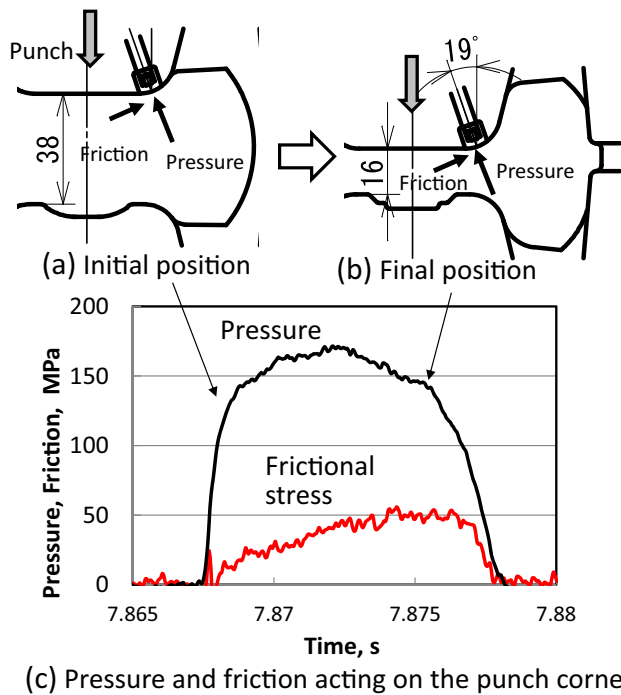 Punch
38
Friction
Pressure
(a) Initial position
19°
16
Friction
Pressure
(b) Final position
200
150
100
50
0
Pressure, Friction, MPa
Pressure
Frictional
stress
7.865
7.87
7.875
7.88
Time, s
(c) Pressure and friction acting on the punch corne